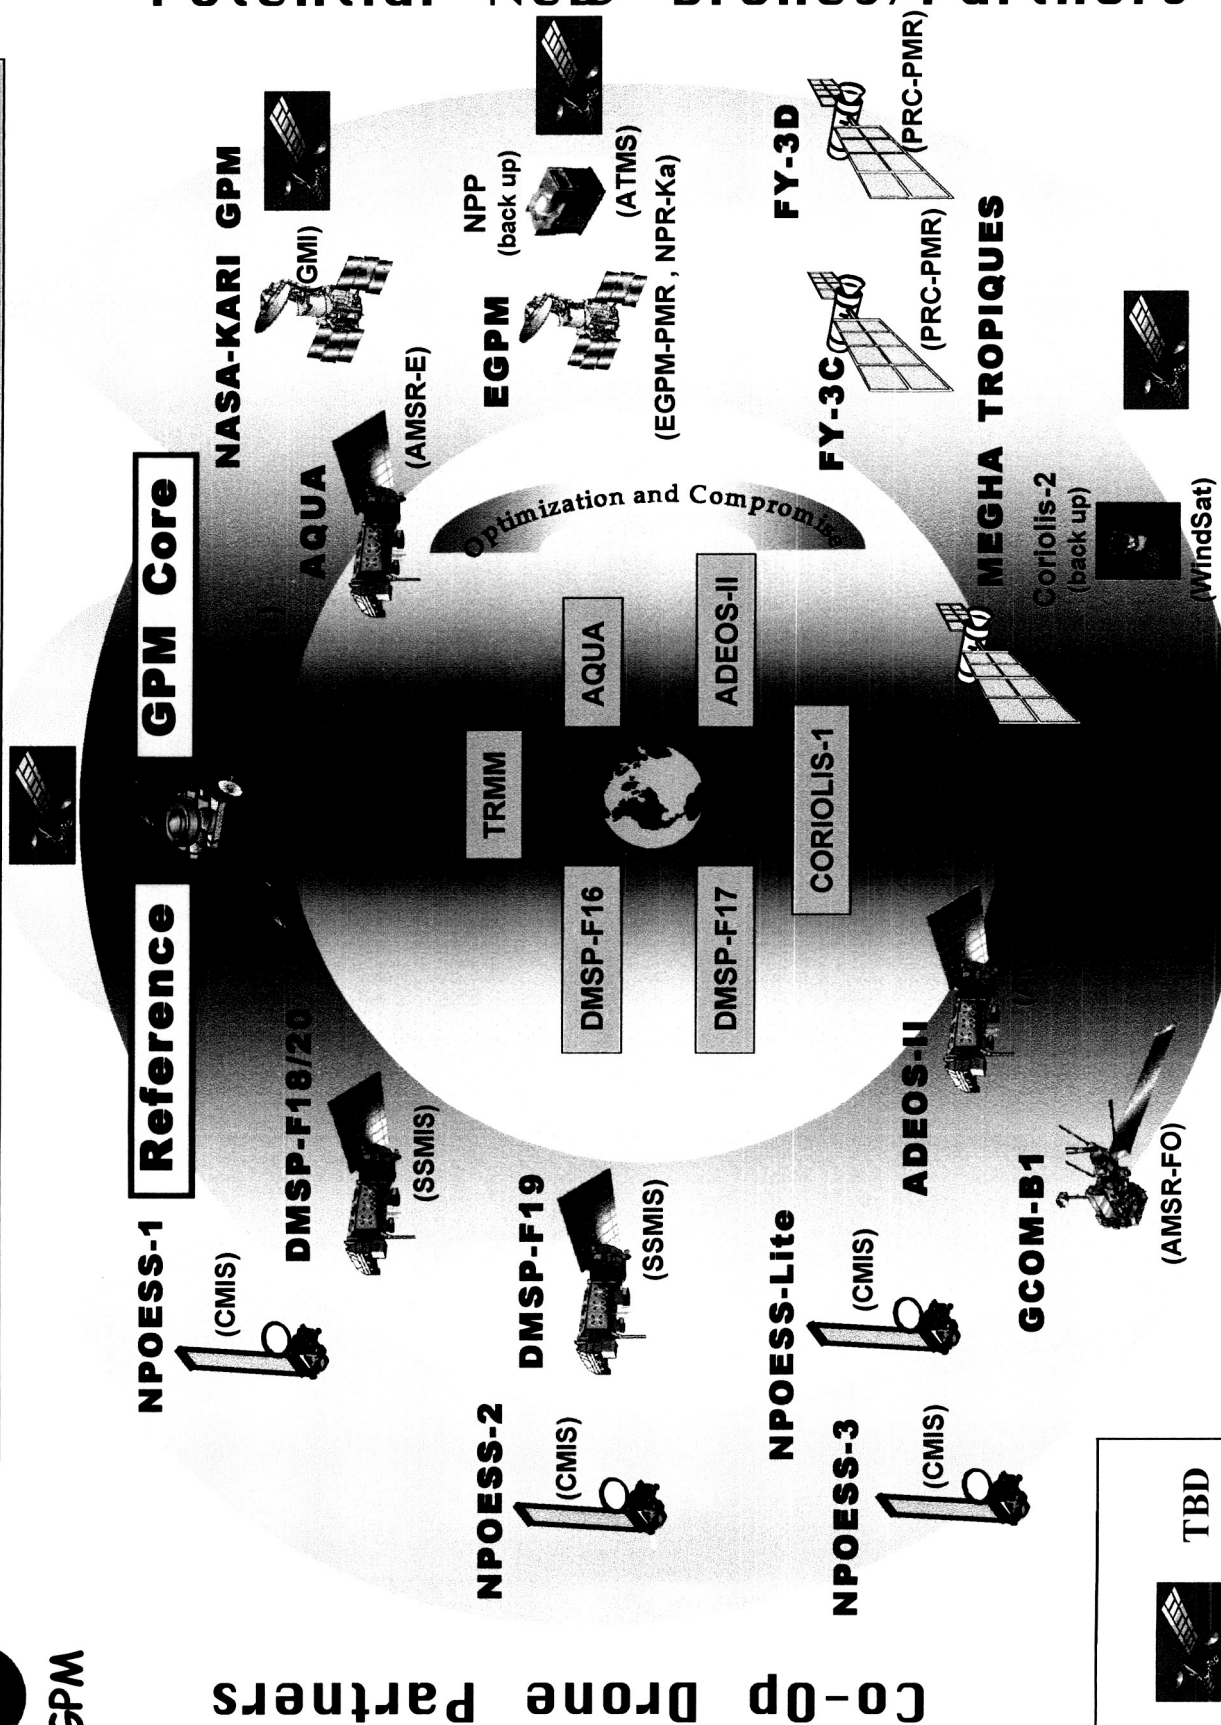 GPM
Potential New Drones/Partners
Co-Op Drone Partners
Reference
GPM Core
NPOESS-1
(CMIS)
DMSP-F18/20
(SSMIS)
AQUA
(AMSR-E)
NASA-KARI GPM
(GMI)
NPOESS-2
(CMIS)
DMSP-F19
(SSMIS)
TRMM
DMSP-F16
AQUA
DMSP-F17
ADEOS-II
CORIOLIS-1
Optimization and Compromise
EGPM
(EGPM-PMR , NPR-Ka)
NPP
(back up)
(ATMS)
NPOESS-Lite
(CMIS)
NPOESS-3
(CMIS)
FY-3C
(PRC-PMR)
FY-3D
(PRC-PMR)
ADEOS-II
GCOM-B1
(AMSR-FO)
MEGHA TROPIQUES
Coriolis-2
(back up)
(WindSat)
TBD